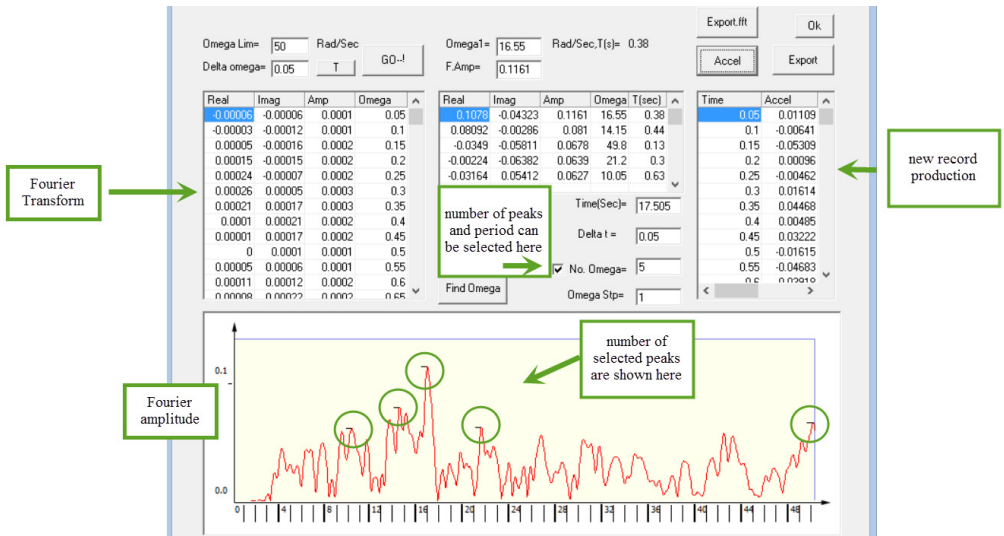 Export.fft
Ok
Omega Lim= 50 Rad/Sec
GO--!
Omega1= 16.55 Rad/Sec,T(s)= 0.38
Delta omega= 0.05 T
F.Amp= 0.1161
Accel
Export
Real Imag Amp Omega
-0.00006 -0.00006 0.0001 0.05
-0.00003 -0.00012 0.0001 0.1
0.00005 -0.00016 0.0002 0.15
0.00015 -0.00015 0.0002 0.2
0.00024 -0.00007 0.0002 0.25
0.00026 0.00005 0.0003 0.3
0.00021 0.00017 0.0003 0.35
0.0001 0.00021 0.0002 0.4
0.00001 0.00017 0.0002 0.45
0 0.0001 0.0001 0.5
0.00005 0.00006 0.0001 0.55
0.00011 0.00012 0.0002 0.6
0.00008 0.00022 0.0002 0.65
Real Imag Amp Omega T(sec)
0.1078 -0.04323 0.1161 16.55 0.38
0.08092 -0.00286 0.081 14.15 0.44
-0.0349 -0.05811 0.0678 49.8 0.13
-0.00224 -0.06382 0.0639 21.2 0.3
-0.03164 0.05412 0.0627 10.05 0.63
Time Accel
0.05 0.01109
0.1 -0.00641
0.15 -0.05309
0.2 0.00096
0.25 -0.00462
0.3 0.01614
0.35 0.04468
0.4 0.00485
0.45 0.03222
0.5 -0.01615
0.55 -0.04683
0.6 0.02918
Fourier
Transform
new record
production
number of peaks
and period can
be selected here
Time(Sec)= 17.505
Delta t = 0.05
No. Omega= 5
Find Omega
Omega Stp= 1
number of
selected peaks
are shown here
Fourier
amplitude
0.1
0.0
0 4 8 12 16 20 24 28 32 36 40 44 48